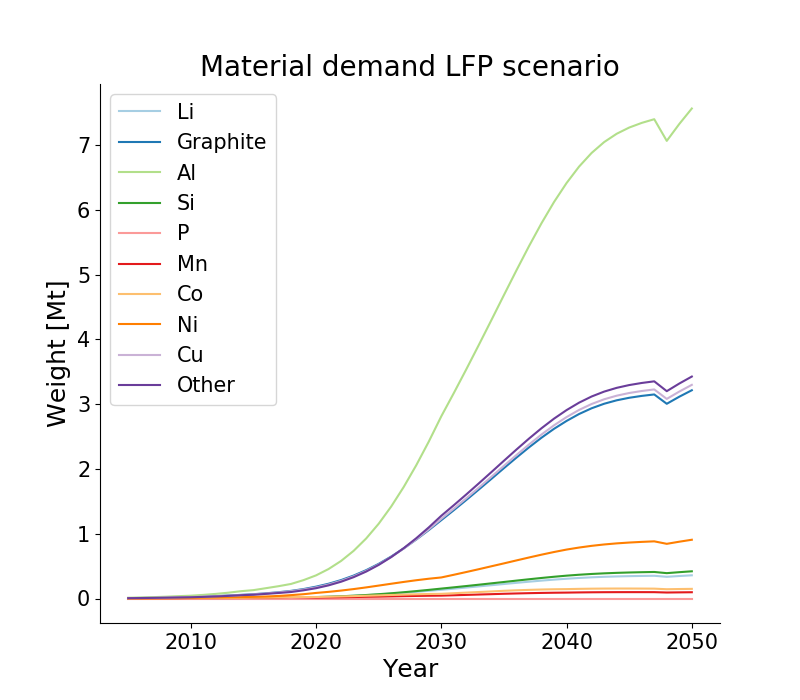 Material demand LFP scenario
Li
Graphite
Al
Si
P
Mn
Co
Ni
Cu
Other
7
6
5
4
3
2
1
0
Weight [Mt]
2010 2020 2030 2040 2050
Year